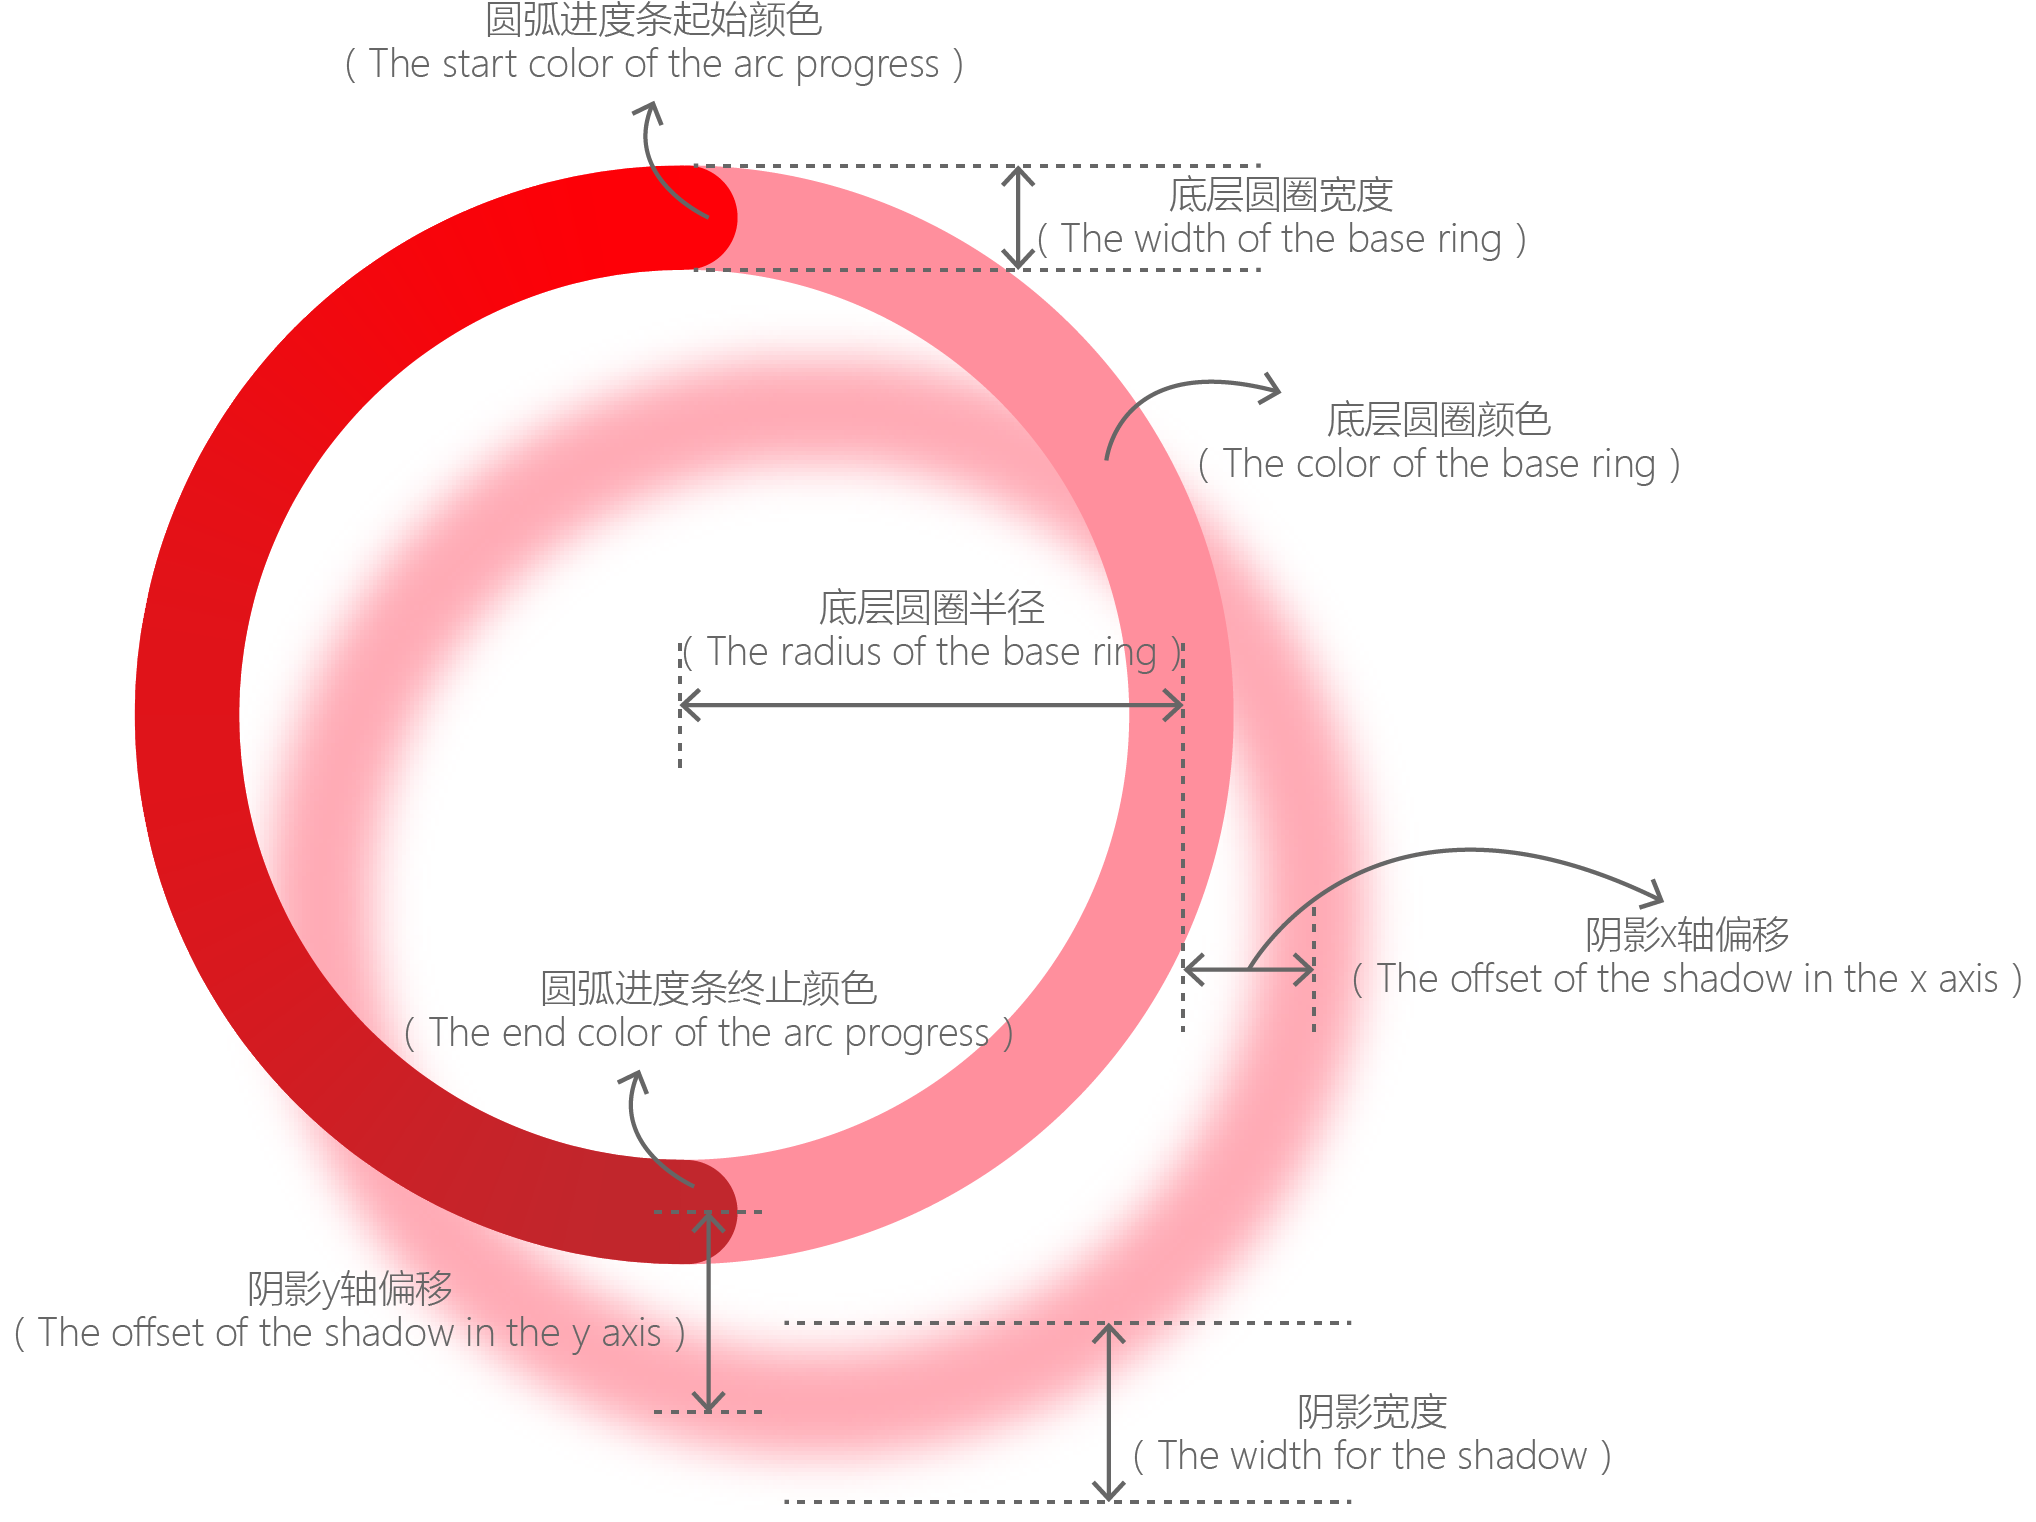 圆弧进度条起始颜色
( The start color of the arc progress )
底层圆圈宽度
( The width of the base ring )
底层圆圈颜色
( The color of the base ring )
底层圆圈半径
( The radius of the base ring )
阴影x轴偏移
( The offset of the shadow in the x axis )
圆弧进度条终止颜色
( The end color of the arc progress )
阴影y轴偏移
( The offset of the shadow in the y axis )
阴影宽度
( The width for the shadow )